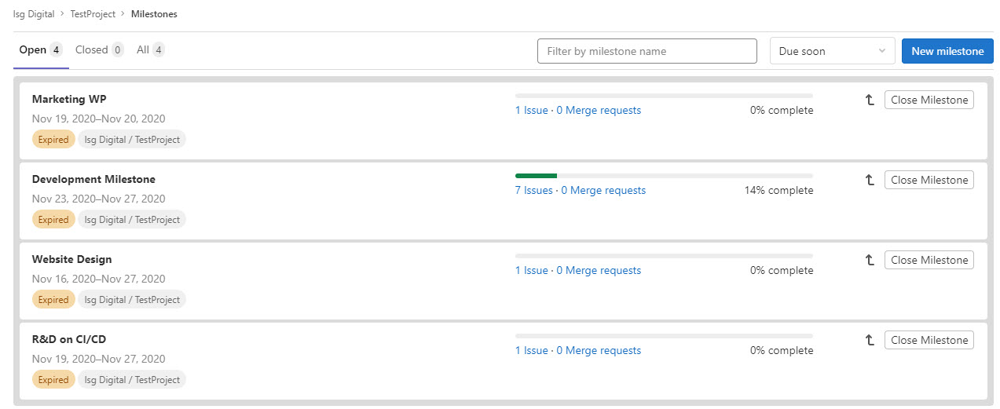 lsg Digital > TestProject > Milestones
Open 4 Closed 0 All 4 Filter by milestone name Due soon New milestone
Marketing WP
Nov 19, 2020–Nov 20, 2020
Expired lsg Digital / TestProject
1 Issue · 0 Merge requests 0% complete
Close Milestone
Development Milestone
Nov 23, 2020–Nov 27, 2020
Expired lsg Digital / TestProject
7 Issues · 0 Merge requests 14% complete
Close Milestone
Website Design
Nov 16, 2020–Nov 27, 2020
Expired lsg Digital / TestProject
1 Issue · 0 Merge requests 0% complete
Close Milestone
R&D on CI/CD
Nov 19, 2020–Nov 27, 2020
Expired lsg Digital / TestProject
1 Issue · 0 Merge requests 0% complete
Close Milestone